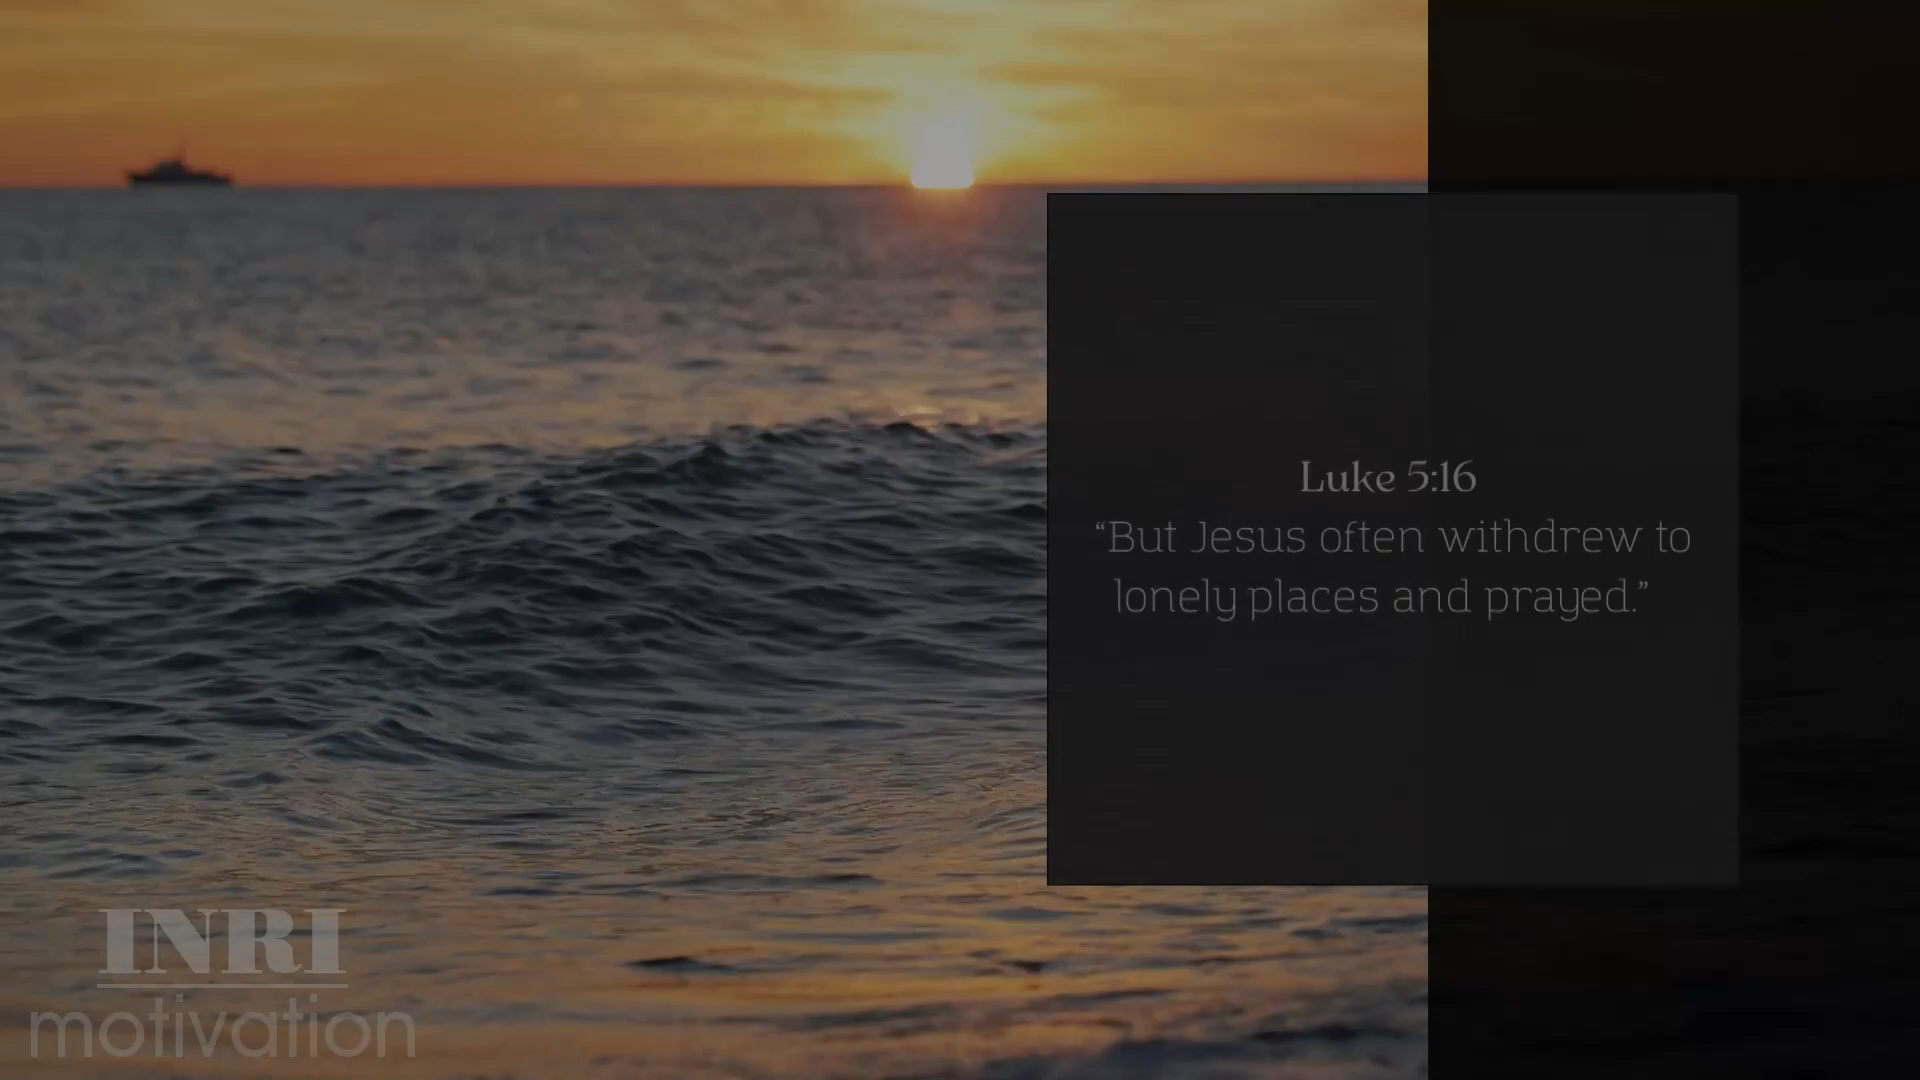 Luke 5:16
“But Jesus often withdrew to
lonely places and prayed.”
INRI
motivation